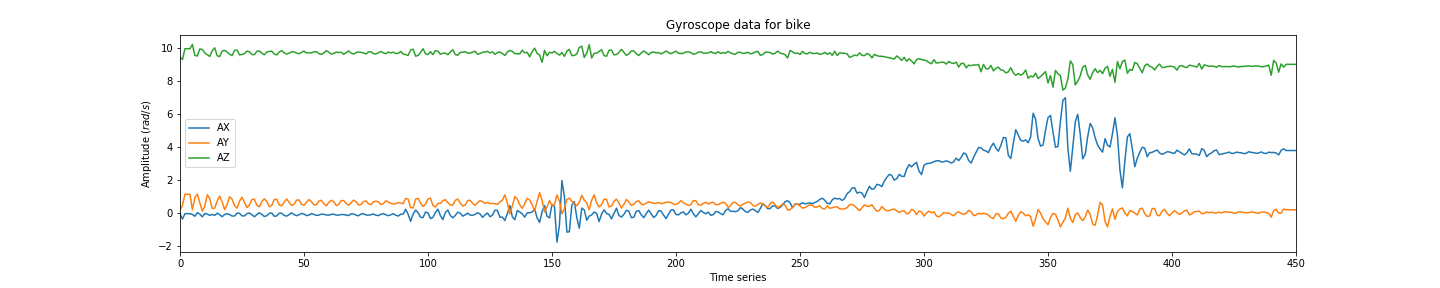 Gyroscope data for bike
10
8
6
4
2
0
−2
Amplitude (rad/s)
AX
AY
AZ
0 50 100 150 200 250 300 350 400 450
Time series